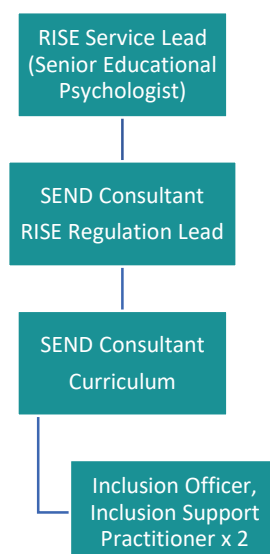 RISE Service Lead
(Senior Educational
Psychologist)
SEND Consultant
RISE Regulation Lead
SEND Consultant
Curriculum
Inclusion Officer,
Inclusion Support
Practitioner x 2